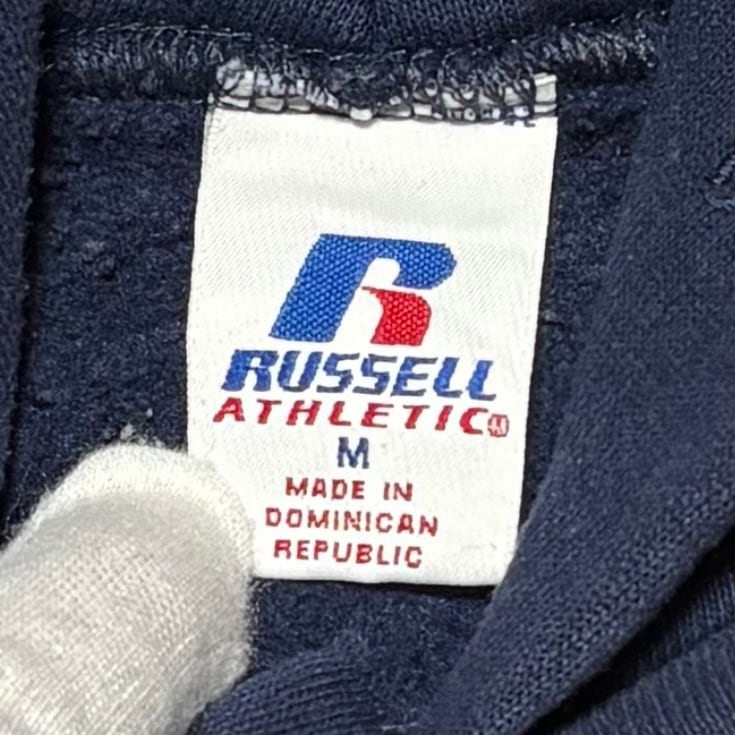 RUSSELL
ATHLETIC®
M
MADE IN
DOMINICAN
REPUBLIC